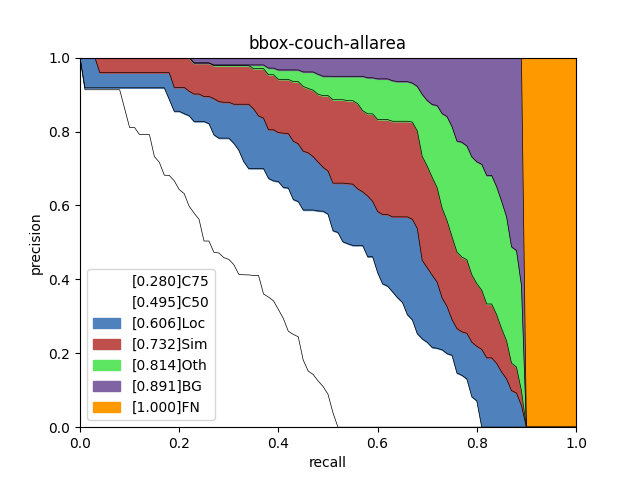 bbox-couch-allarea
1.0
0.8
0.6
0.4
0.2
0.0
precision
[0.280]C75
[0.495]C50
[0.606]Loc
[0.732]Sim
[0.814]Oth
[0.891]BG
[1.000]FN
0.0 0.2 0.4 0.6 0.8 1.0
recall